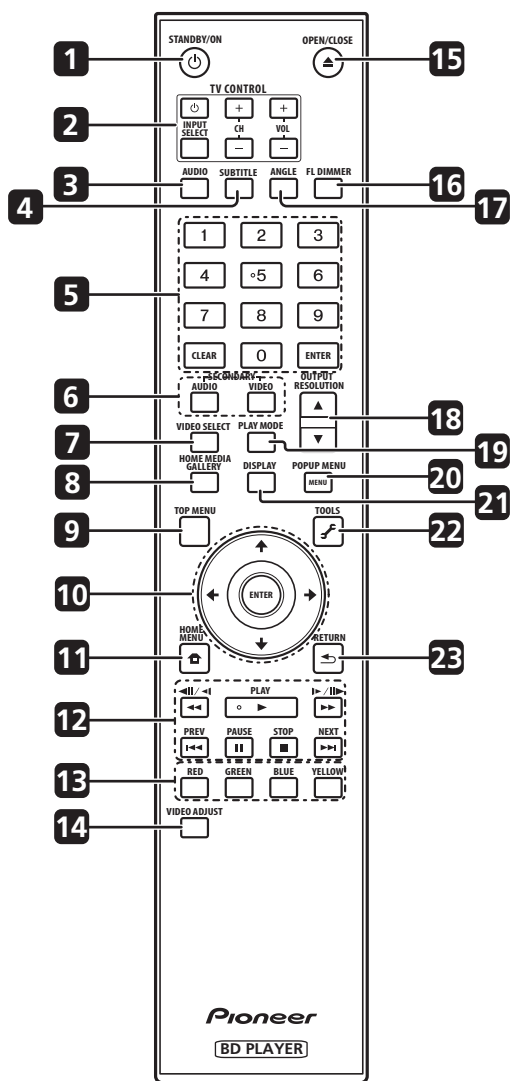 STANDBY/ON
OPEN/CLOSE
1
15
TV CONTROL
2
INPUT
SELECT
+
CH
–
+
VOL
–
3
AUDIO
SUBTITLE
ANGLE
FL DIMMER
16
4
17
1
2
3
4
5
6
5
7
8
9
CLEAR
0
ENTER
SECONDARY
OUTPUT
RESOLUTION
6
AUDIO
VIDEO
18
7
VIDEO SELECT
PLAY MODE
19
8
HOME MEDIA
GALLERY
DISPLAY
POPUP MENU
MENU
20
21
9
TOP MENU
TOOLS
22
10
ENTER
11
HOME
MENU
RETURN
23
12
PLAY
PREV
PAUSE
STOP
NEXT
13
RED
GREEN
BLUE
YELLOW
14
VIDEO ADJUST
Pioneer
BD PLAYER